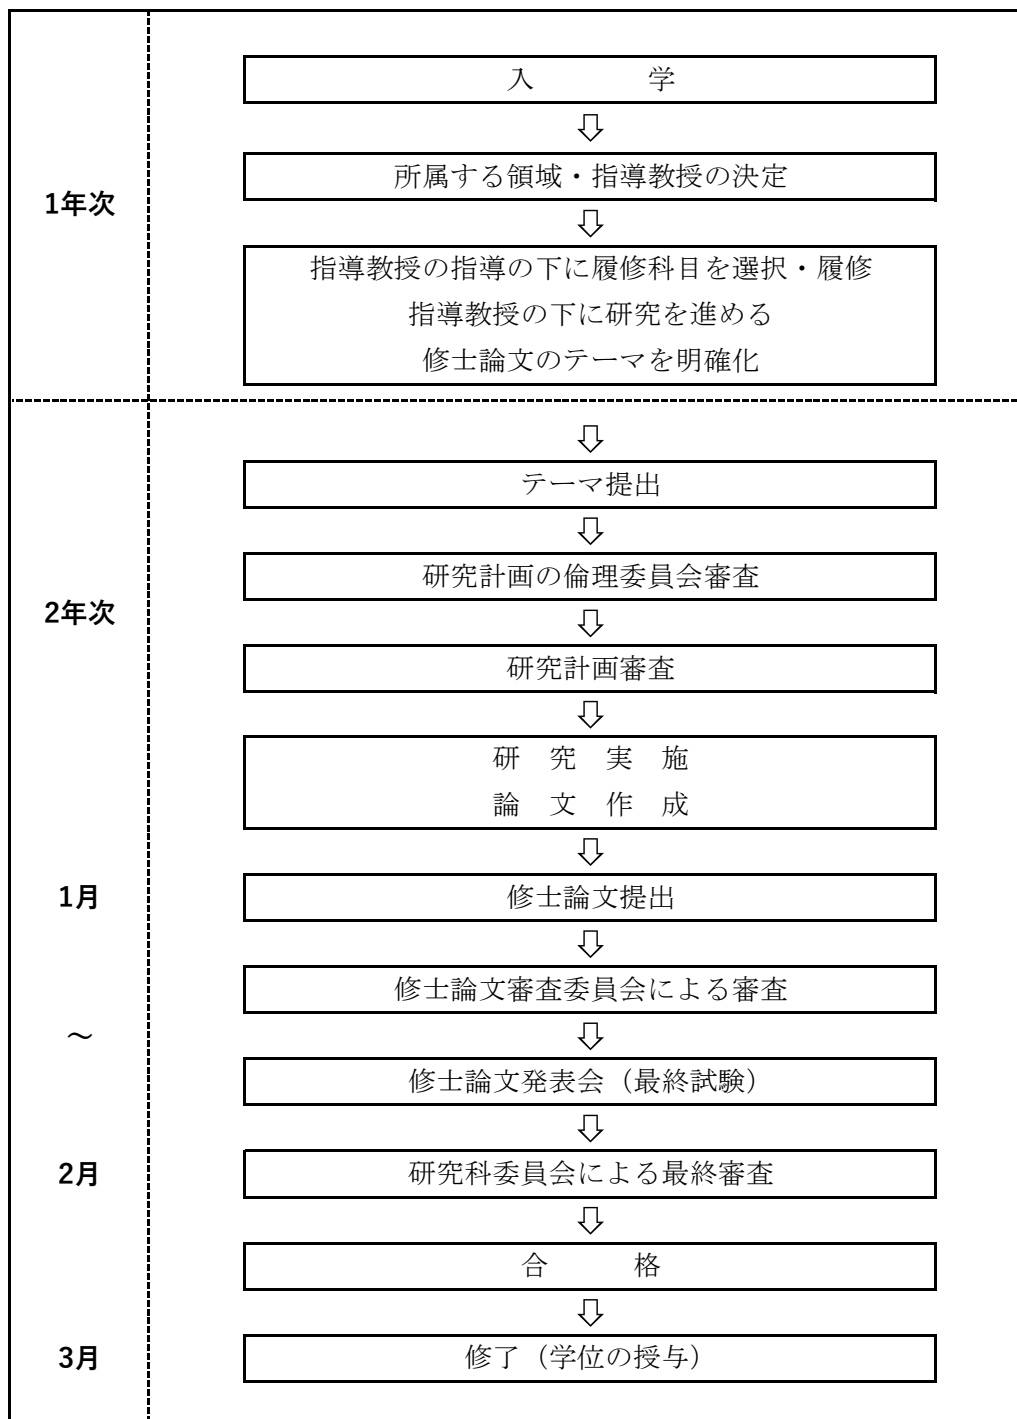 入　　　　学
1年次
所属する領域・指導教授の決定
指導教授の指導の下に履修科目を選択・履修
指導教授の下に研究を進める
修士論文のテーマを明確化
テーマ提出
2年次
研究計画の倫理委員会審査
研究計画審査
研　究　実　施
論　文　作　成
1月
修士論文提出
修士論文審査委員会による審査
～
修士論文発表会（最終試験）
2月
研究科委員会による最終審査
合　　　格
3月
修了（学位の授与）